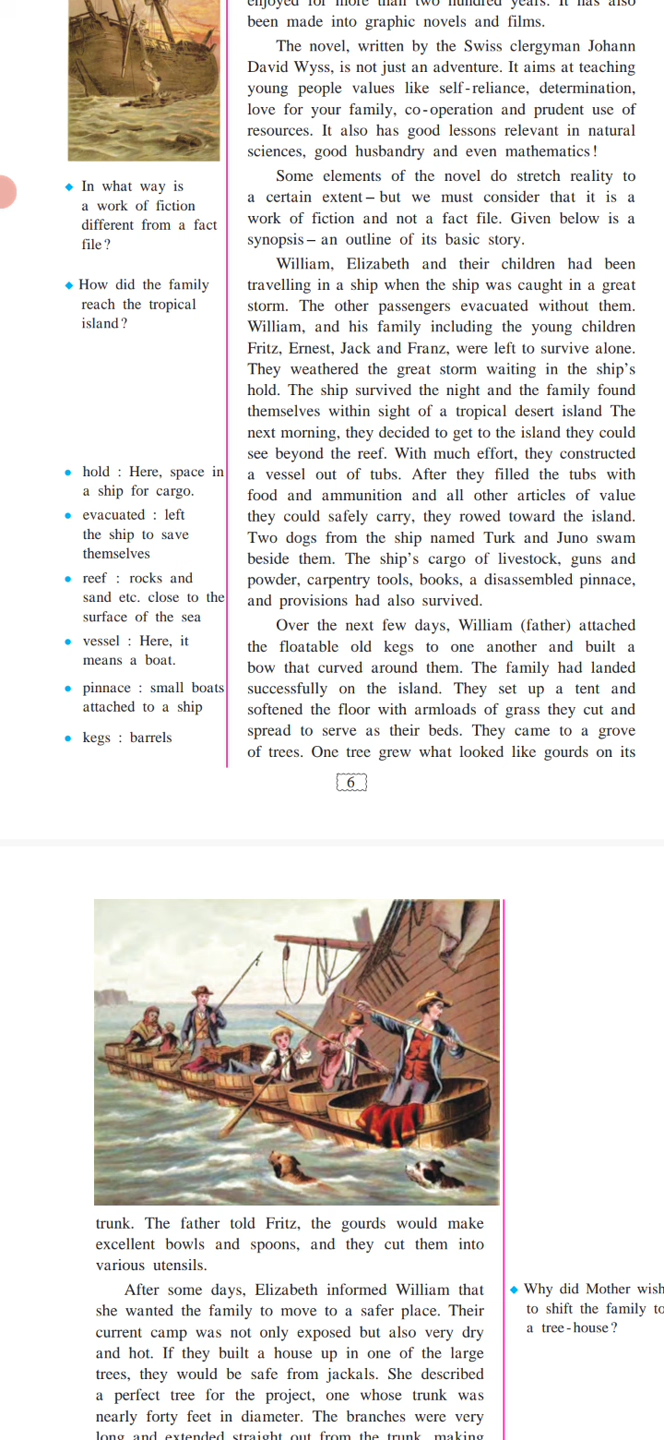 enjoyed for more than two hundred years. It has also
been made into graphic novels and films.
The novel, written by the Swiss clergyman Johann
David Wyss, is not just an adventure. It aims at teaching
young people values like self-reliance, determination,
love for your family, co-operation and prudent use of
resources. It also has good lessons relevant in natural
sciences, good husbandry and even mathematics!
Some elements of the novel do stretch reality to
a certain extent – but we must consider that it is a
work of fiction and not a fact file. Given below is a
synopsis – an outline of its basic story.
William, Elizabeth and their children had been
travelling in a ship when the ship was caught in a great
storm. The other passengers evacuated without them.
William, and his family including the young children
Fritz, Ernest, Jack and Franz, were left to survive alone.
They weathered the great storm waiting in the ship's
hold. The ship survived the night and the family found
themselves within sight of a tropical desert island The
next morning, they decided to get to the island they could
see beyond the reef. With much effort, they constructed
a vessel out of tubs. After they filled the tubs with
food and ammunition and all other articles of value
they could safely carry, they rowed toward the island.
Two dogs from the ship named Turk and Juno swam
beside them. The ship's cargo of livestock, guns and
powder, carpentry tools, books, a disassembled pinnace,
and provisions had also survived.
Over the next few days, William (father) attached
the floatable old kegs to one another and built a
bow that curved around them. The family had landed
successfully on the island. They set up a tent and
softened the floor with armloads of grass they cut and
spread to serve as their beds. They came to a grove
of trees. One tree grew what looked like gourds on its
◆ In what way is
a work of fiction
different from a fact
file?
◆ How did the family
reach the tropical
island?
• hold : Here, space in
a ship for cargo.
• evacuated : left
the ship to save
themselves
• reef : rocks and
sand etc. close to the
surface of the sea
• vessel : Here, it
means a boat.
• pinnace : small boats
attached to a ship
• kegs : barrels
6
trunk. The father told Fritz, the gourds would make
excellent bowls and spoons, and they cut them into
various utensils.
After some days, Elizabeth informed William that
she wanted the family to move to a safer place. Their
current camp was not only exposed but also very dry
and hot. If they built a house up in one of the large
trees, they would be safe from jackals. She described
a perfect tree for the project, one whose trunk was
nearly forty feet in diameter. The branches were very
long and extended straight out from the trunk, making
◆ Why did Mother wish
to shift the family to
a tree-house?